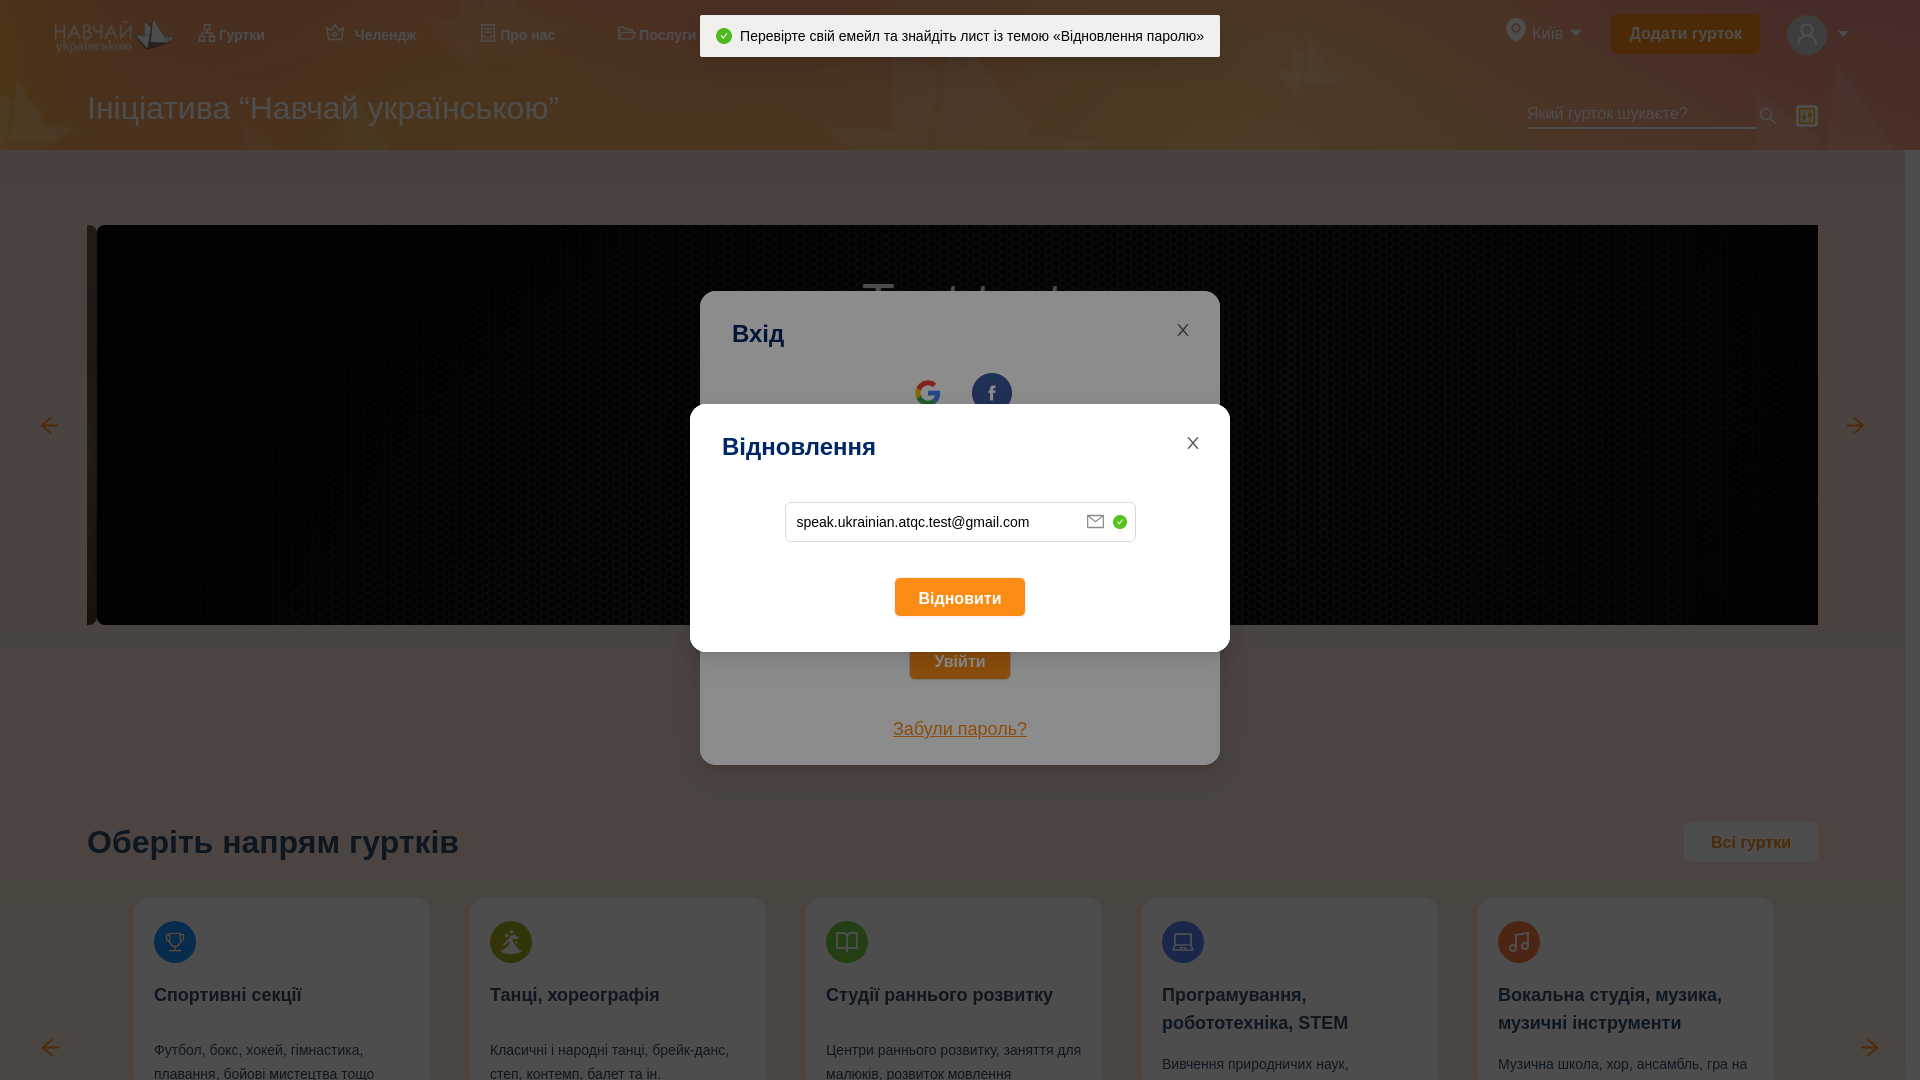 НАВЧАЙ
українською
Гуртки
Челендж
Про нас
Послуги
Перевірте свій емейл та знайдіть лист із темою «Відновлення паролю»
Київ
Додати гурток
Ініціатива “Навчай українською”
Який гурток шукаєте?
Вхід
Відновлення
speak.ukrainian.atqc.test@gmail.com
Відновити
Увійти
Забули пароль?
Оберіть напрям гуртків
Всі гуртки
Спортивні секції
Футбол, бокс, хокей, гімнастика,
плавання, бойові мистецтва тощо
Танці, хореографія
Класичні і народні танці, брейк-данс,
степ, контемп, балет та ін.
Студії раннього розвитку
Центри раннього розвитку, заняття для
малюків, розвиток мовлення
Програмування,
робототехніка, STEM
Вивчення природничих наук,
Вокальна студія, музика,
музичні інструменти
Музична школа, хор, ансамбль, гра на